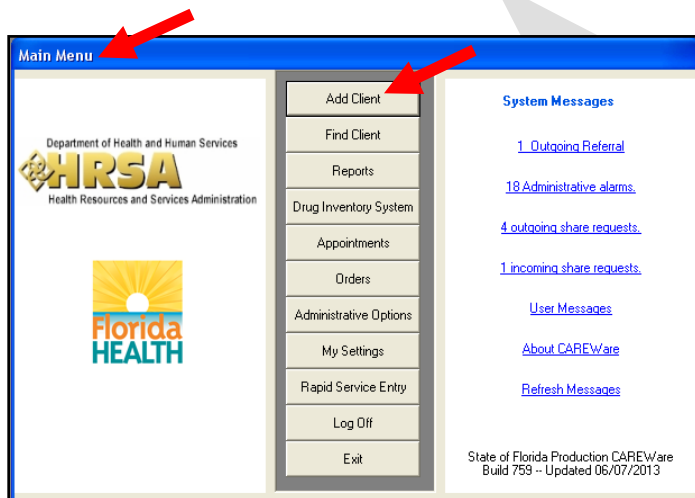 Main Menu
Department of Health and Human Services
HRSA
Health Resources and Services Administration
Florida
HEALTH
Add Client
Find Client
Reports
Drug Inventory System
Appointments
Orders
Administrative Options
My Settings
Rapid Service Entry
Log Off
Exit
System Messages
1 Outgoing Referral
18 Administrative alarms.
4 outgoing share requests.
1 incoming share requests.
User Messages
About CAREWare
Refresh Messages
State of Florida Production CAREWare
Build 759 -- Updated 06/07/2013